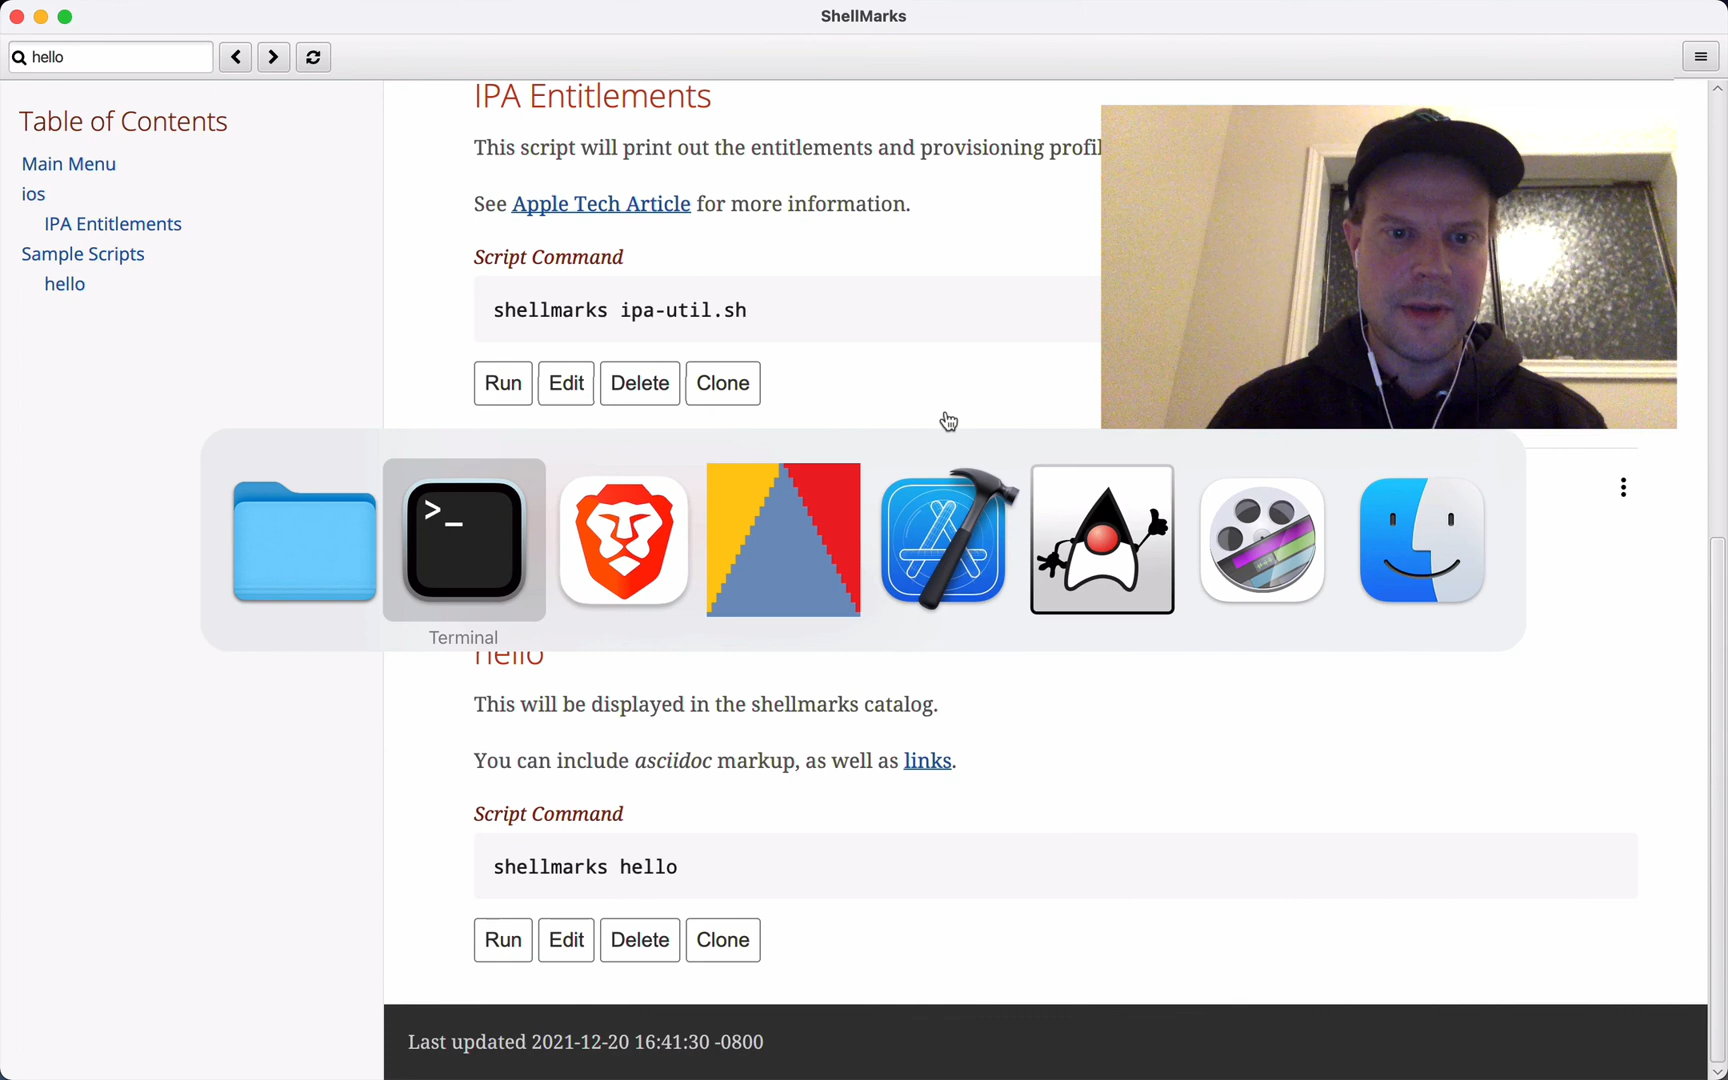 ShellMarks
hello
Table of Contents
Main Menu
ios
IPA Entitlements
Sample Scripts
hello
IPA Entitlements
This script will print out the entitlements and provisioning profil
See Apple Tech Article for more information.
Script Command
shellmarks ipa-util.sh
Run Edit Delete Clone
>_
Terminal
hello
This will be displayed in the shellmarks catalog.
You can include asciidoc markup, as well as links.
Script Command
shellmarks hello
Run Edit Delete Clone
Last updated 2021-12-20 16:41:30 -0800